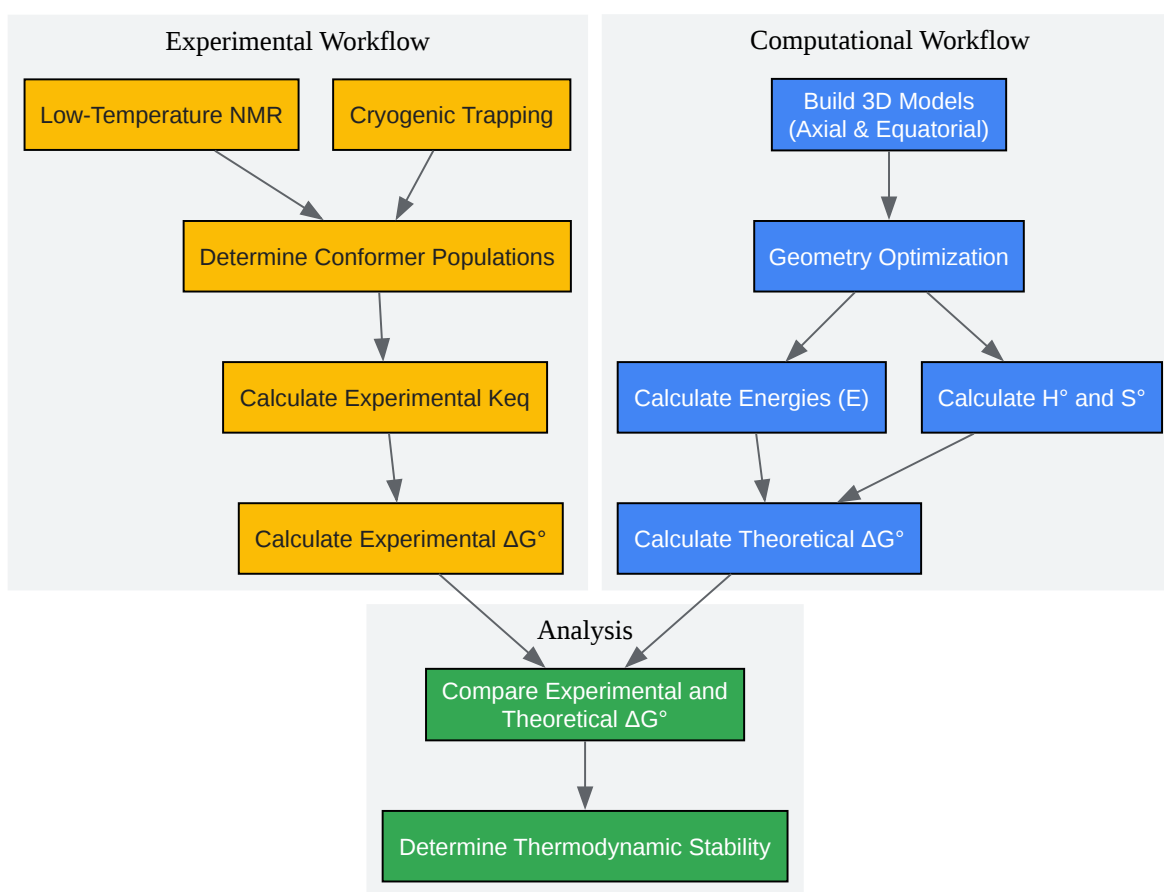 Experimental Workflow
Low-Temperature NMR
Cryogenic Trapping
Determine Conformer Populations
Calculate Experimental Keq
Calculate Experimental ΔG°
Computational Workflow
Build 3D Models
(Axial & Equatorial)
Geometry Optimization
Calculate Energies (E)
Calculate H° and S°
Calculate Theoretical ΔG°
Analysis
Compare Experimental and
Theoretical ΔG°
Determine Thermodynamic Stability